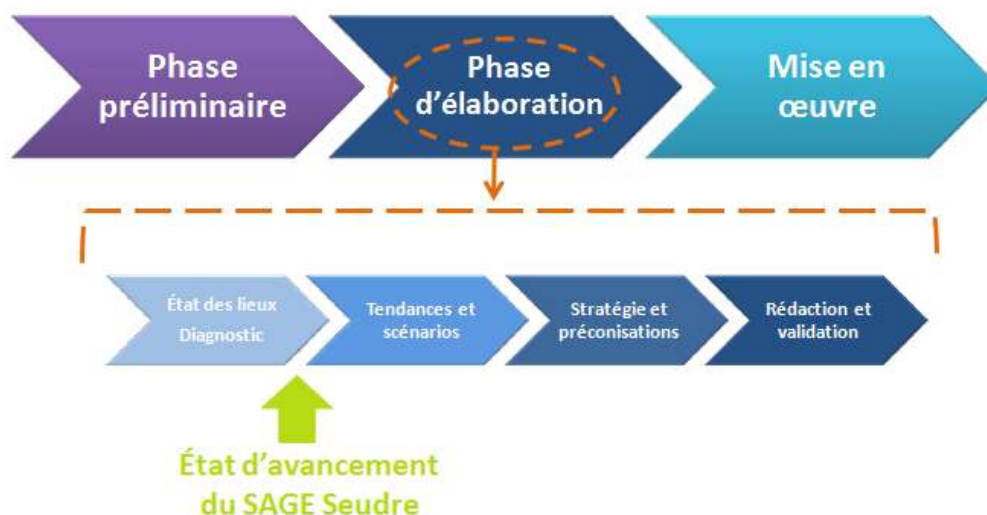 Phase
préliminaire
Phase
d'élaboration
Mise en
œuvre
État des lieux
Diagnostic
Tendances et
scénarios
Stratégie et
préconisations
Rédaction et
validation
État d'avancement
du SAGE Seudre